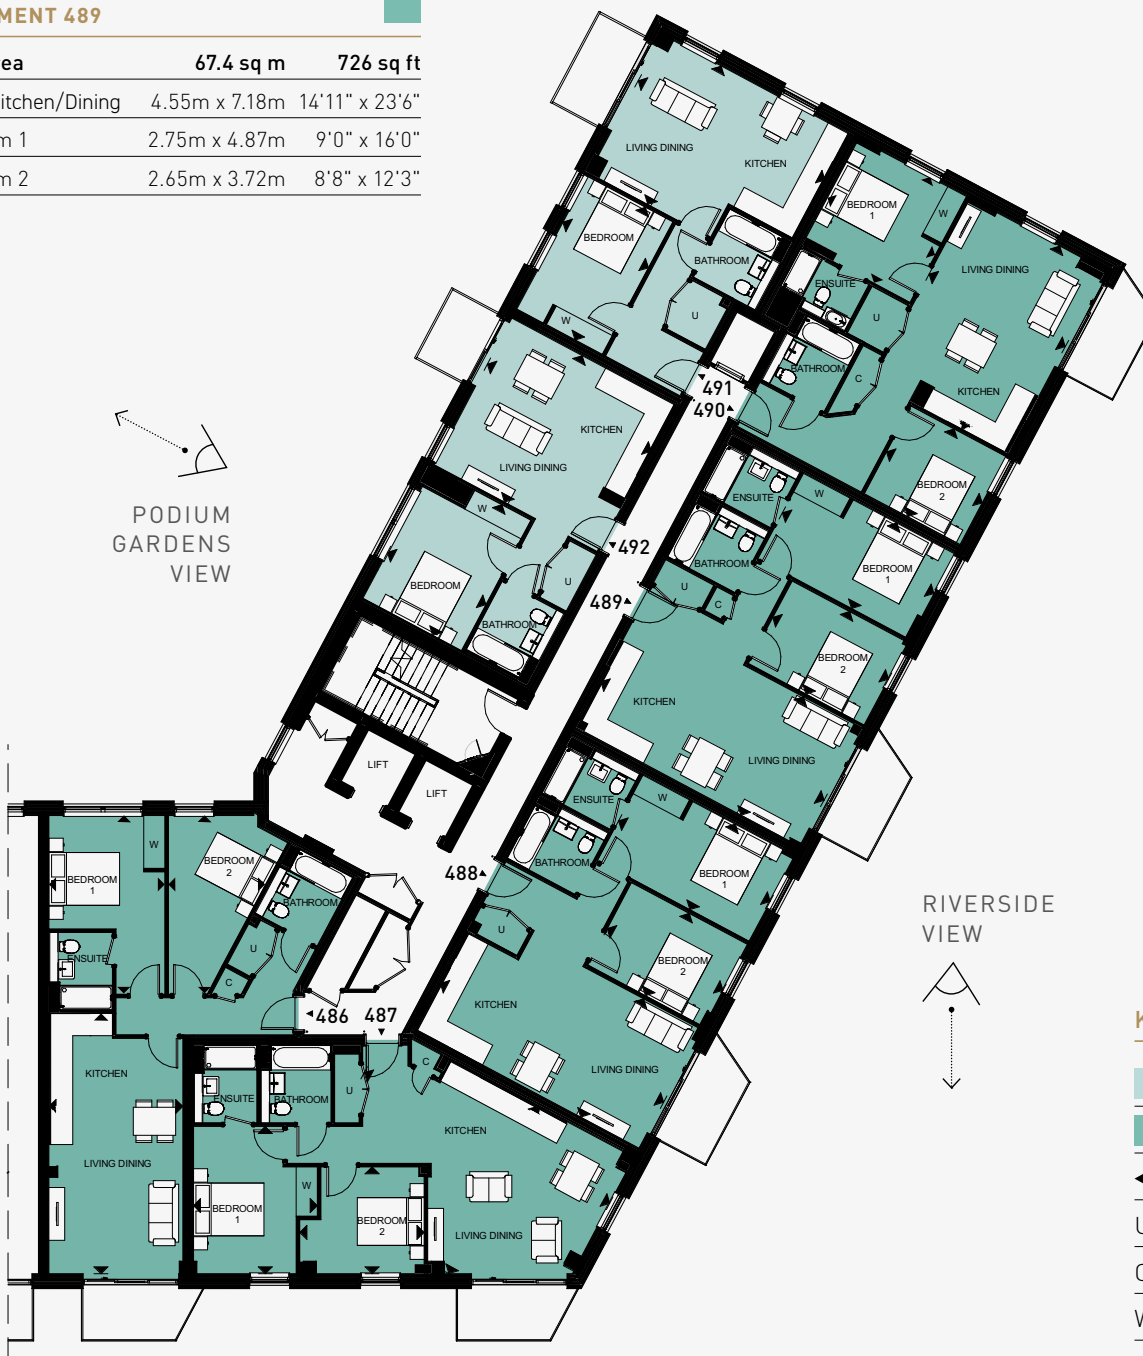 MENT 489
ea 67.4 sq m 726 sq ft
itchen/Dining 4.55m x 7.18m 14'11" x 23'6"
m 1 2.75m x 4.87m 9'0" x 16'0"
m 2 2.65m x 3.72m 8'8" x 12'3"
LIVING DINING
KITCHEN
BEDROOM
BATHROOM
W
U
BEDROOM
1
W
LIVING DINING
ENSUITE
U
BATHROOM
C
KITCHEN
BEDROOM
2
491
490
KITCHEN
LIVING DINING
W
BEDROOM
U
BATHROOM
492
489
ENSUITE
W
BATHROOM
BEDROOM
1
U
C
BEDROOM
2
KITCHEN
LIVING DINING
PODIUM
GARDENS
VIEW
LIFT
LIFT
ENSUITE
W
BATHROOM
BEDROOM
1
488
U
BEDROOM
2
KITCHEN
LIVING DINING
RIVERSIDE
VIEW
W
BEDROOM
1
BEDROOM
2
BATHROOM
ENSUITE
U
C
486
487
KITCHEN
LIVING DINING
ENSUITE
BATHROOM
U
C
KITCHEN
BEDROOM
1
W
BEDROOM
2
LIVING DINING
K
U
C
W